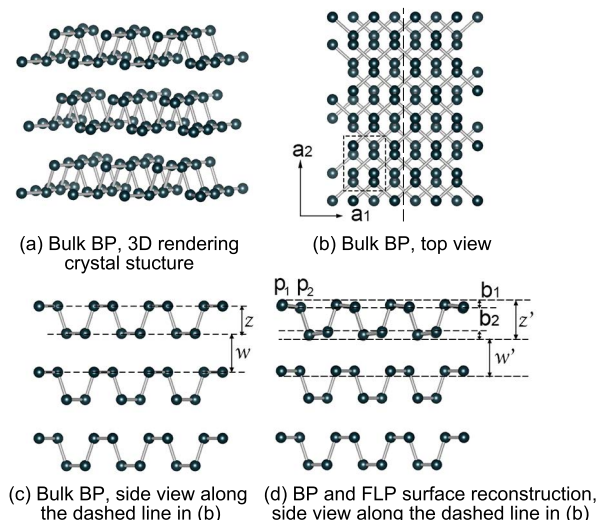 a2
a1
(a) Bulk BP, 3D rendering
crystal stucture
(b) Bulk BP, top view
z
w
p1 p2
b1
b2
z'
w'
(c) Bulk BP, side view along
the dashed line in (b)
(d) BP and FLP surface reconstruction,
side view along the dashed line in (b)